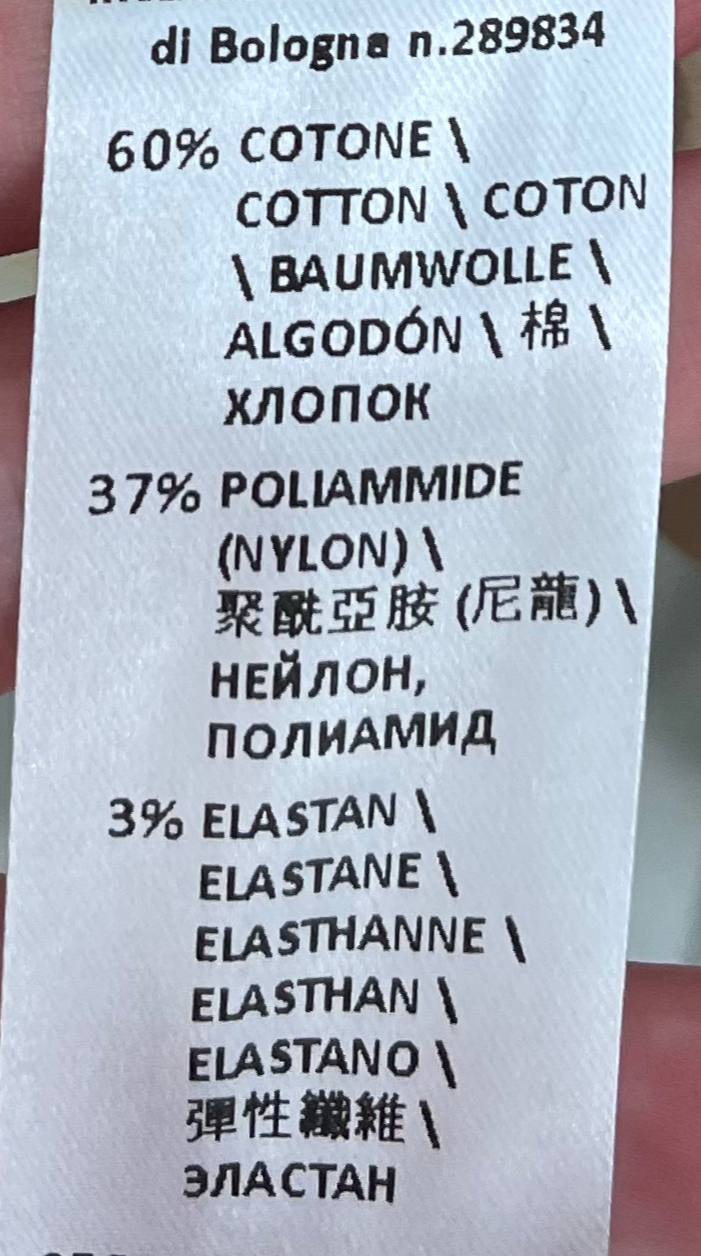 di Bologna n.289834
60% COTONE \
COTTON \ COTON
\ BAUMWOLLE \
ALGODÓN \ 棉 \
ХЛОПОК
37% POLIAMMIDE
(NYLON) \
聚酰亞胺 (尼龍) \
НЕЙЛОН,
ПОЛИАМИД
3% ELASTAN \
ELASTANE \
ELASTHANNE \
ELASTHAN \
ELASTANO \
彈性纖維 \
ЭЛАСТАН